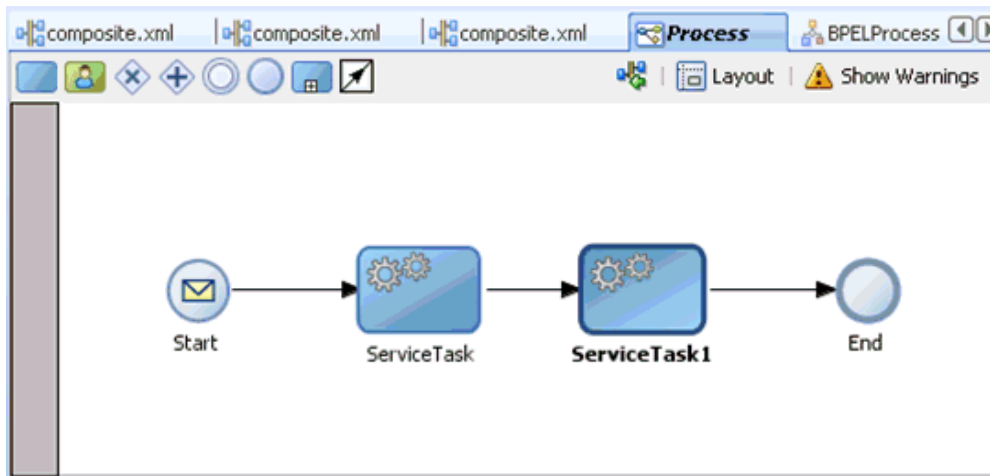 composite.xml composite.xml composite.xml Process BPELProcess
Layout Show Warnings
Start ServiceTask ServiceTask1 End